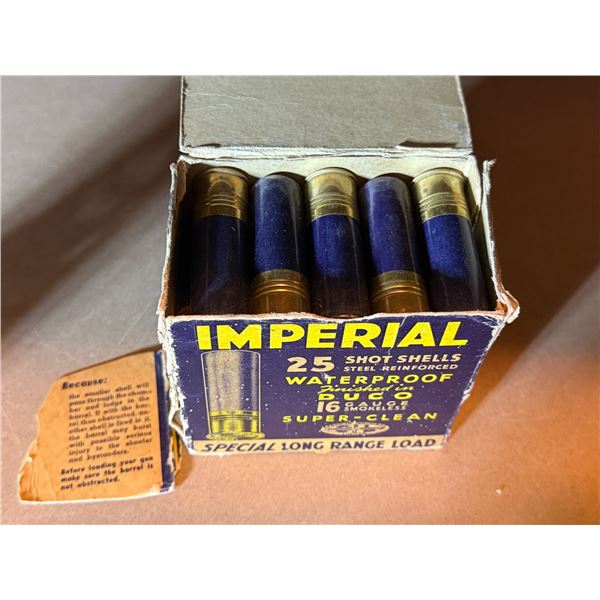 IMPERIAL
25 SHOT SHELLS
STEEL REINFORCED
WATERPROOF
Finished in
DUCO
16 GAUGE
SMOKELESS
SUPER-CLEAN
SPECIAL LONG RANGE LOAD
Because:
the smaller shell will
pass through the cham-
ber and lodge in the
barrel. If with the bar-
rel thus obstructed, an-
other shell is fired in it,
the barrel may burst
with possible serious
injury to the shooter
and bystanders.
Before loading your gun
make sure the barrel is
not obstructed.